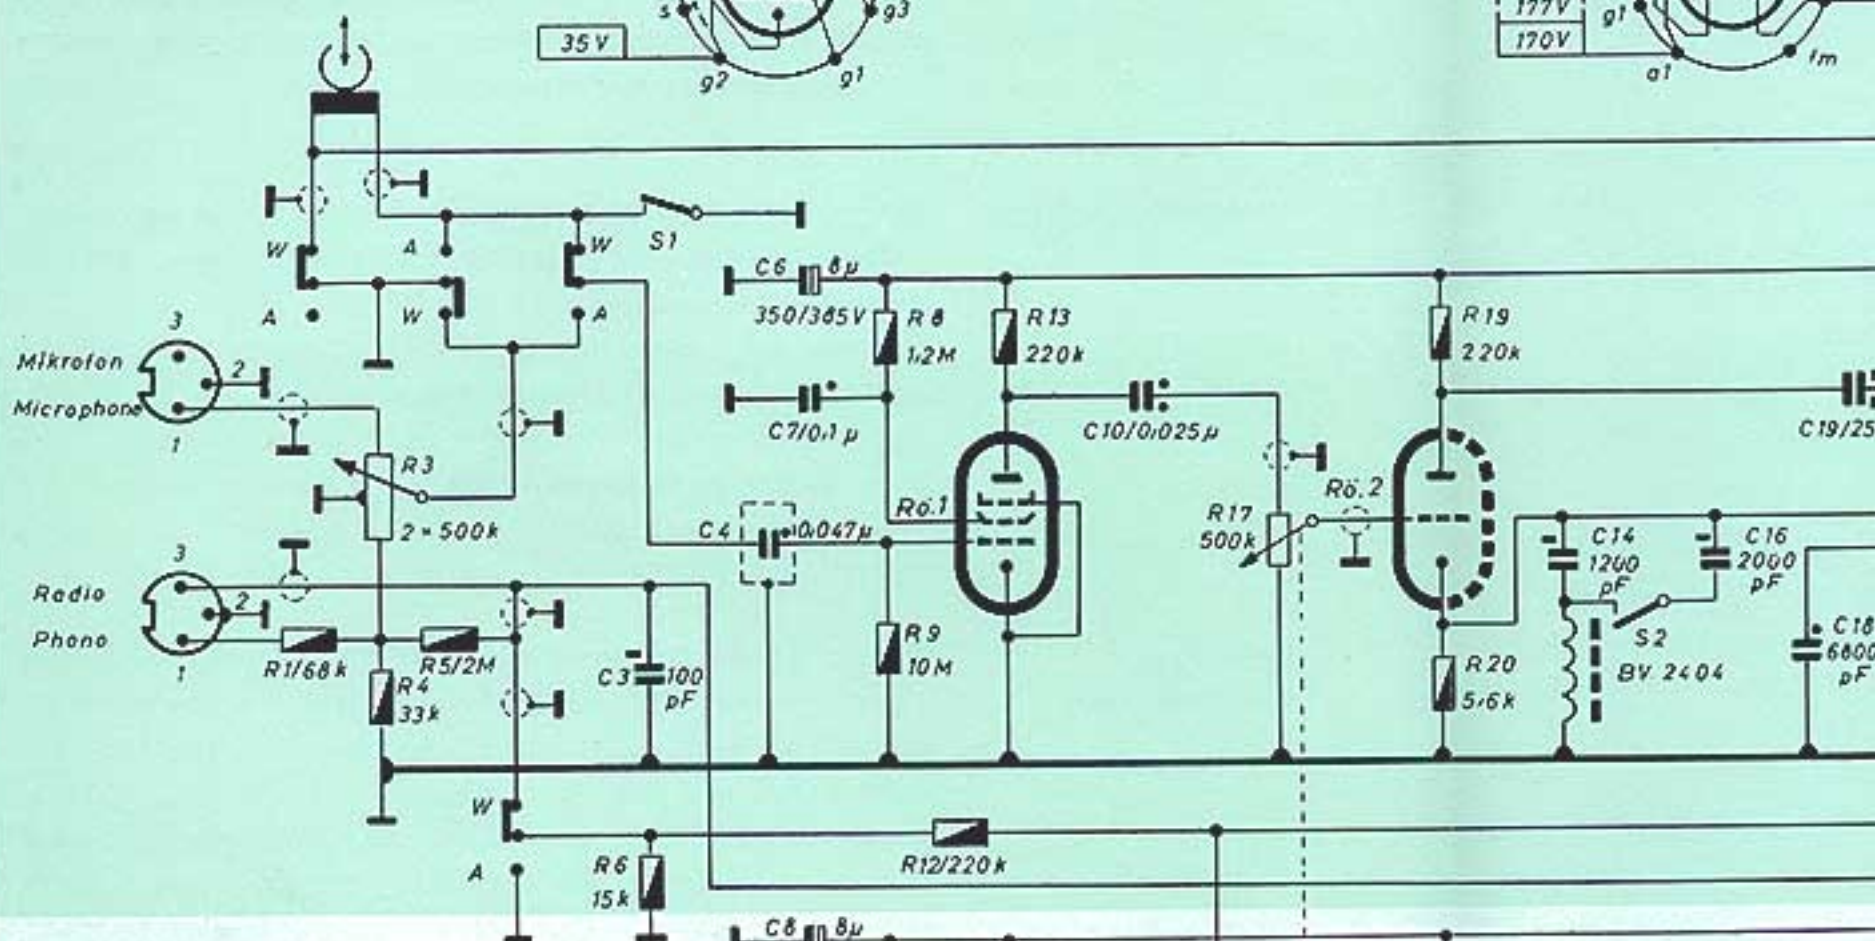 s
g3
g2
g1
35V
177V
170V
g1
a1
fm
W
A
W
A
W
A
S1
C6
8µ
350/385V
R8
1,2M
R13
220k
R19
220k
C7/0,1µ
C10/0,025µ
C19/25
3
2
1
Mikrofon
Microphone
R3
2×500k
C4
0,047µ
Rö.1
R17
500k
Rö.2
C14
1200
pF
C16
2000
pF
S2
BV. 2404
C18
6800
pF
3
2
1
Radio
Phono
R1/68k
R5/2M
R4
33k
C3
100
pF
R9
10M
R20
5,6k
W
A
R6
15k
R12/220k
C8
8µ